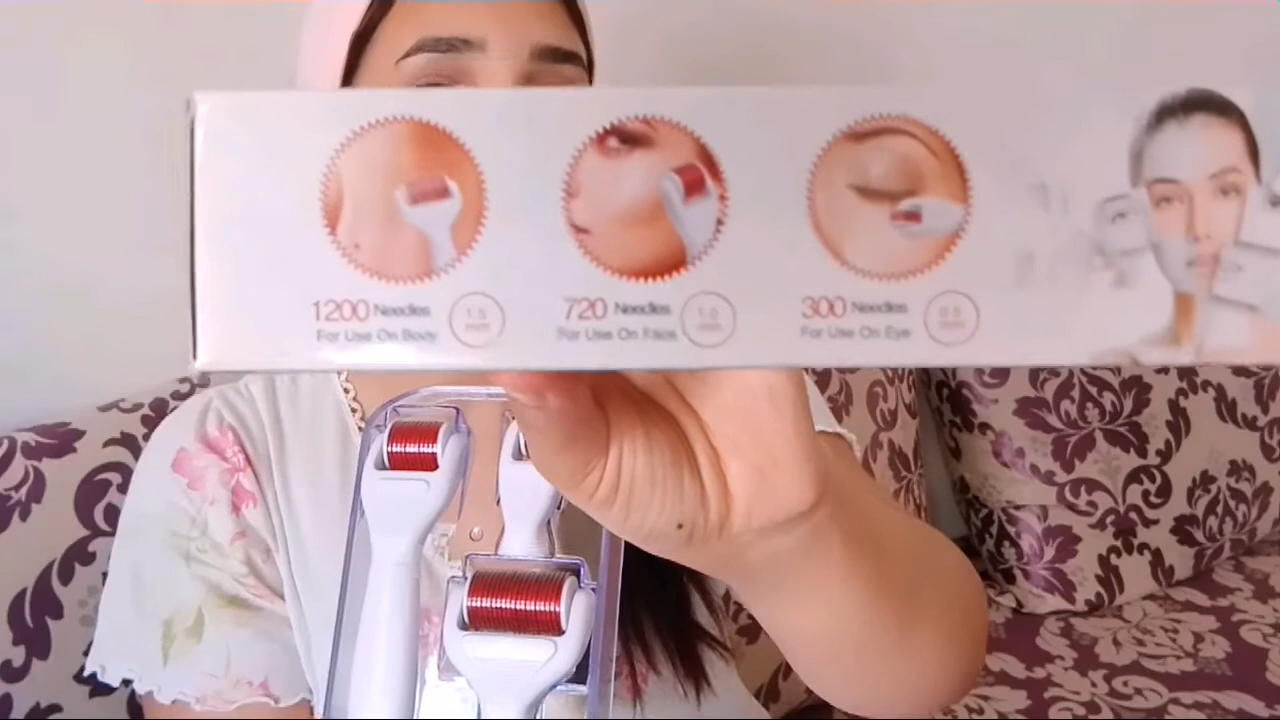 1200 Needles
For Use On Body
1.5
mm
720 Needles
For Use On Face
1.0
mm
300 Needles
For Use On Eye
0.5
mm